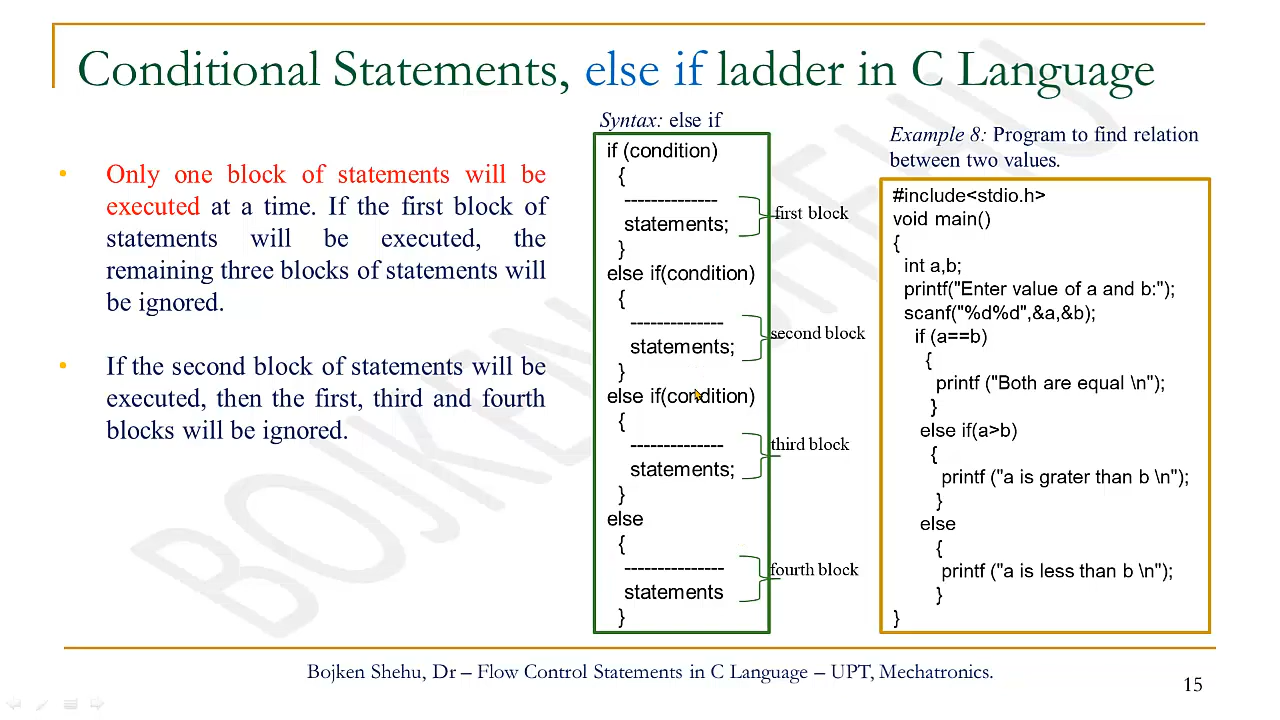 Conditional Statements, else if ladder in C Language
• Only one block of statements will be
executed at a time. If the first block of
statements will be executed, the
remaining three blocks of statements will
be ignored.
• If the second block of statements will be
executed, then the first, third and fourth
blocks will be ignored.
Syntax: else if
if (condition)
{
--------------
statements;
}
else if(condition)
{
--------------
statements;
}
else if(condition)
{
--------------
statements;
}
else
{
---------------
statements
}
first block
second block
third block
fourth block
Example 8: Program to find relation
between two values.
#include<stdio.h>
void main()
{
int a,b;
printf("Enter value of a and b:");
scanf("%d%d",&a,&b);
if (a==b)
{
printf ("Both are equal \n");
}
else if(a>b)
{
printf ("a is grater than b \n");
}
else
{
printf ("a is less than b \n");
}
}
BOJKEN SHEHU
Bojken Shehu, Dr – Flow Control Statements in C Language – UPT, Mechatronics.
15